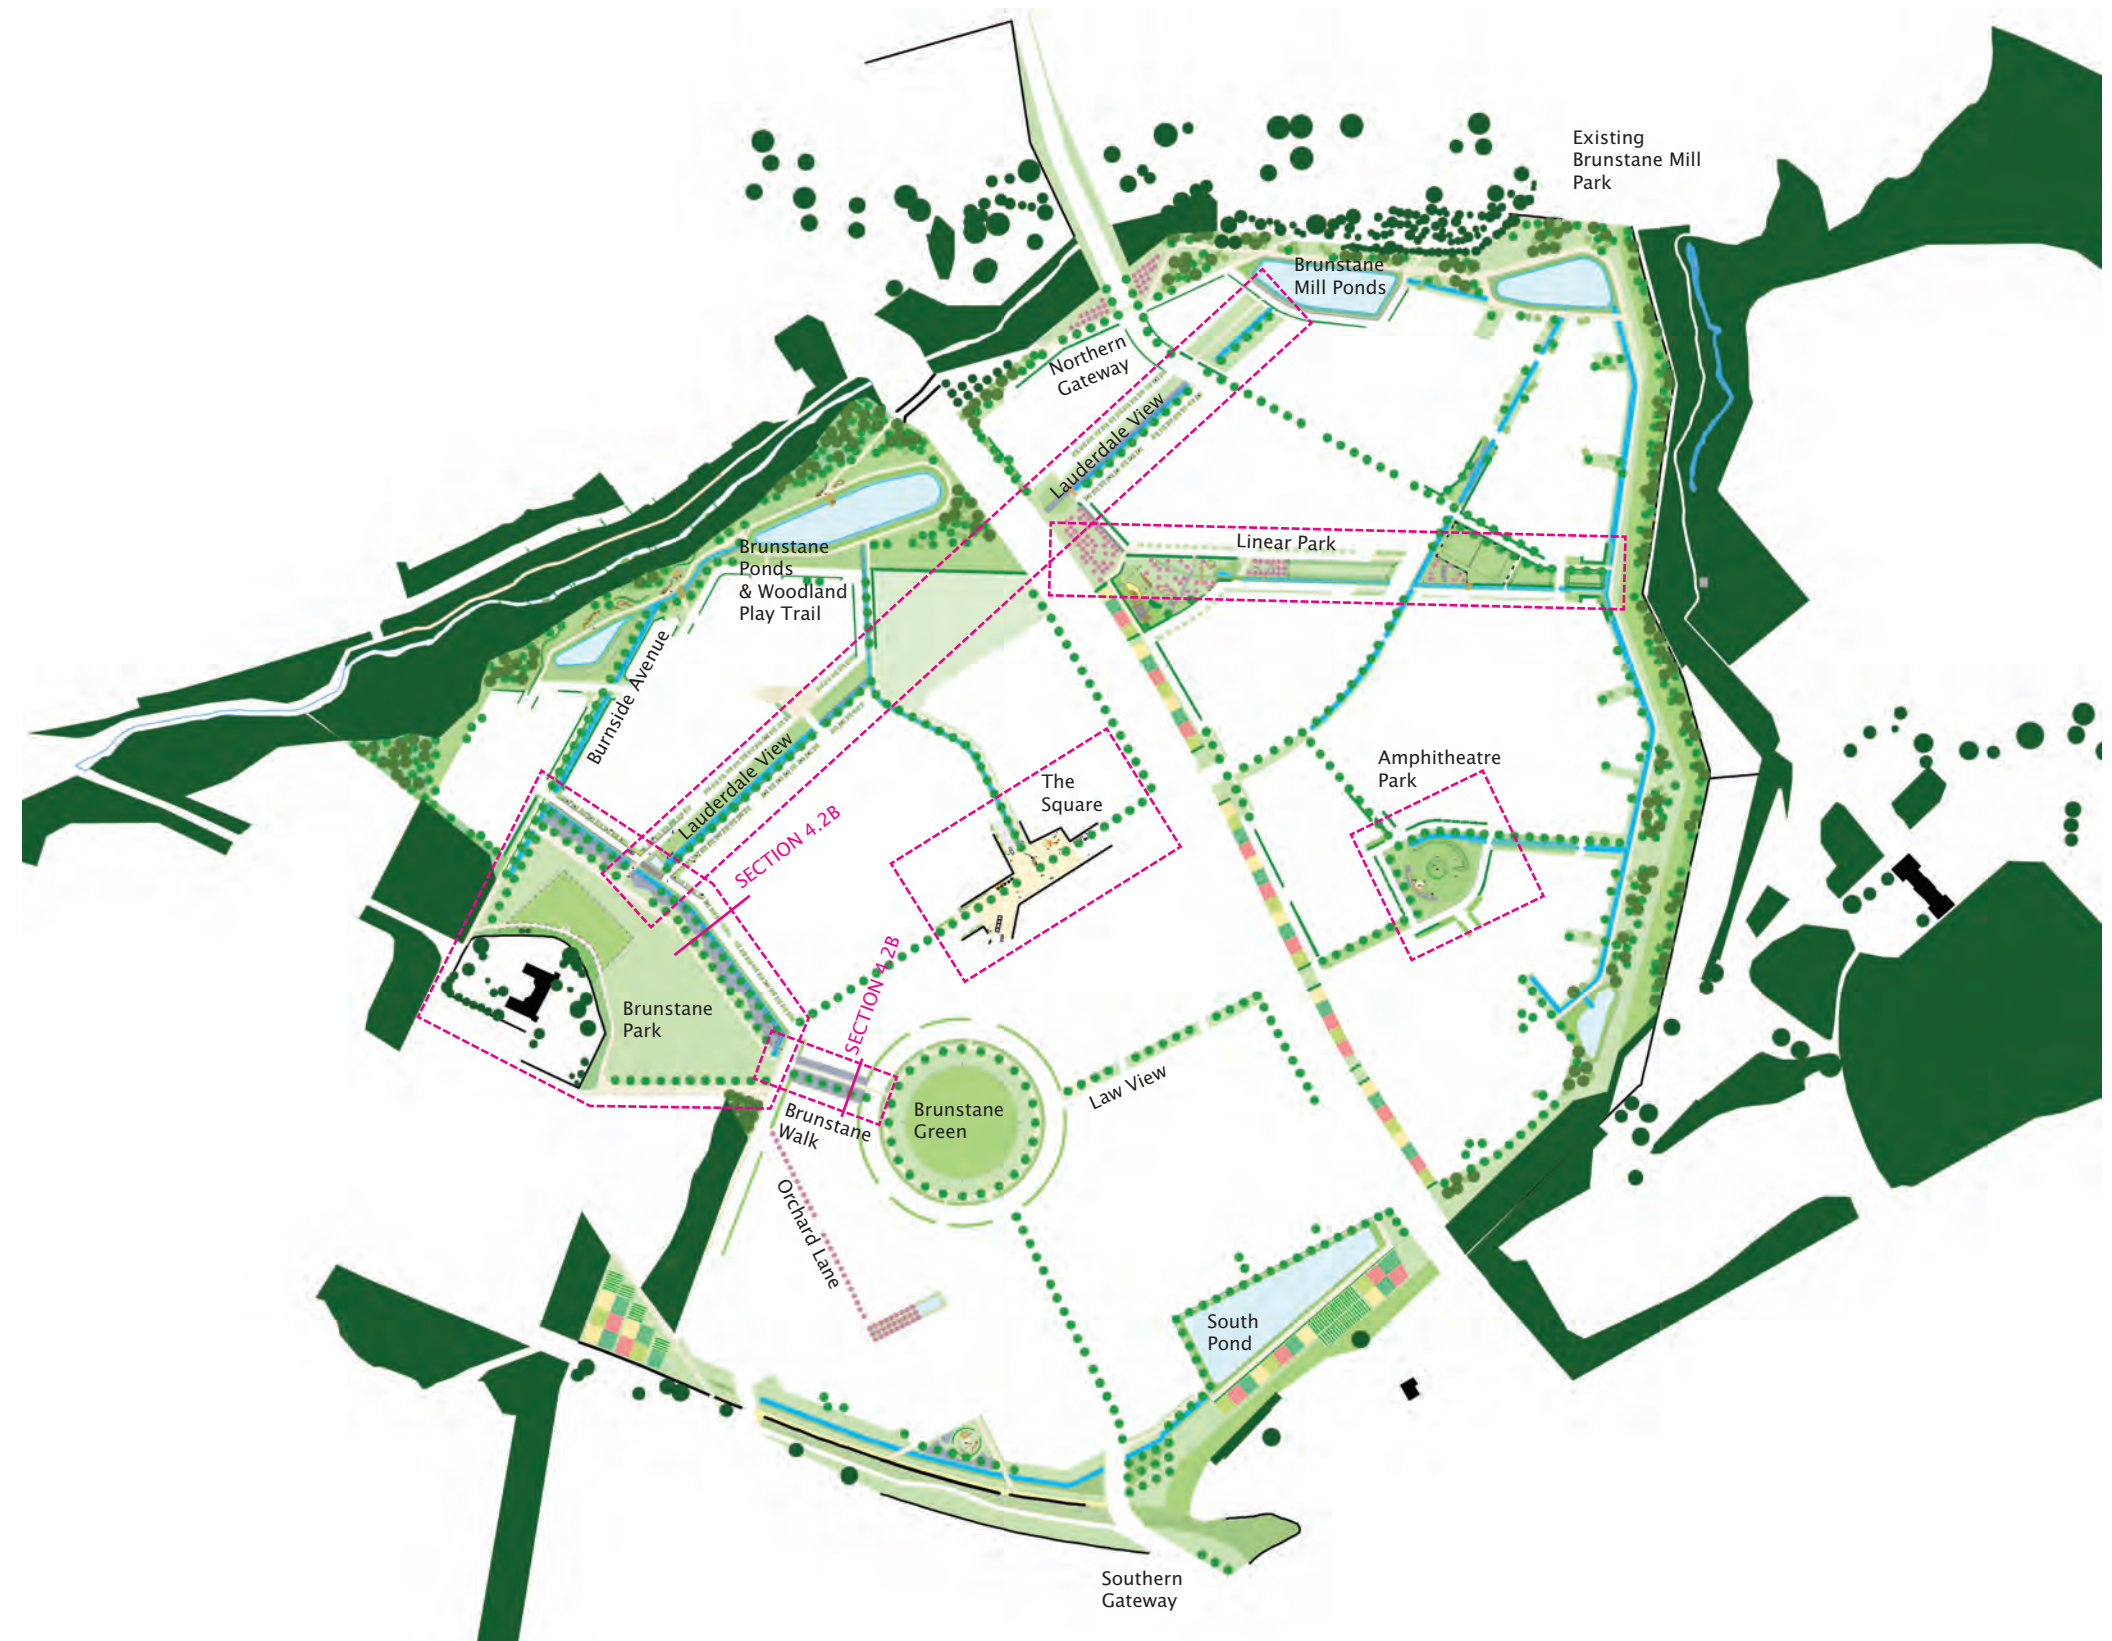 Existing
Brunstane Mill
Park
Brunstane
Mill Ponds
Northern
Gateway
Lauderdale View
Linear Park
Brunstane
Ponds
& Woodland
Play Trail
Burnside Avenue
Lauderdale View
SECTION 4.2B
The
Square
Amphitheatre
Park
SECTION 4.2B
Brunstane
Park
Brunstane
Walk
Brunstane
Green
Law View
Orchard Lane
South
Pond
Southern
Gateway